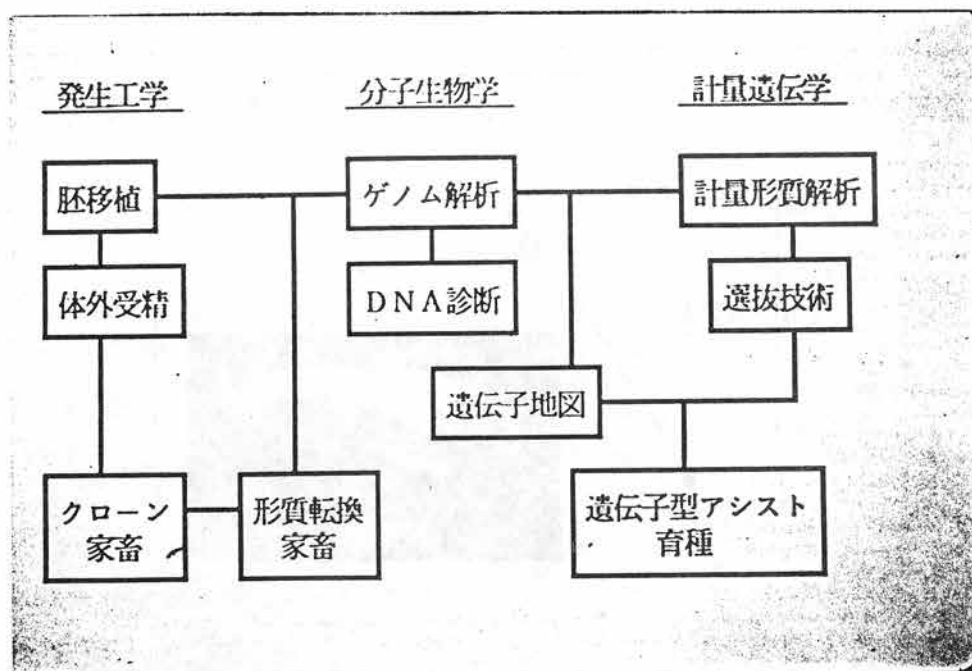 発生工学
分子生物学
計量遺伝学
胚移植
ゲノム解析
計量形質解析
体外受精
DNA診断
選抜技術
遺伝子地図
クローン
家畜
形質転換
家畜
遺伝子型アシスト
育種